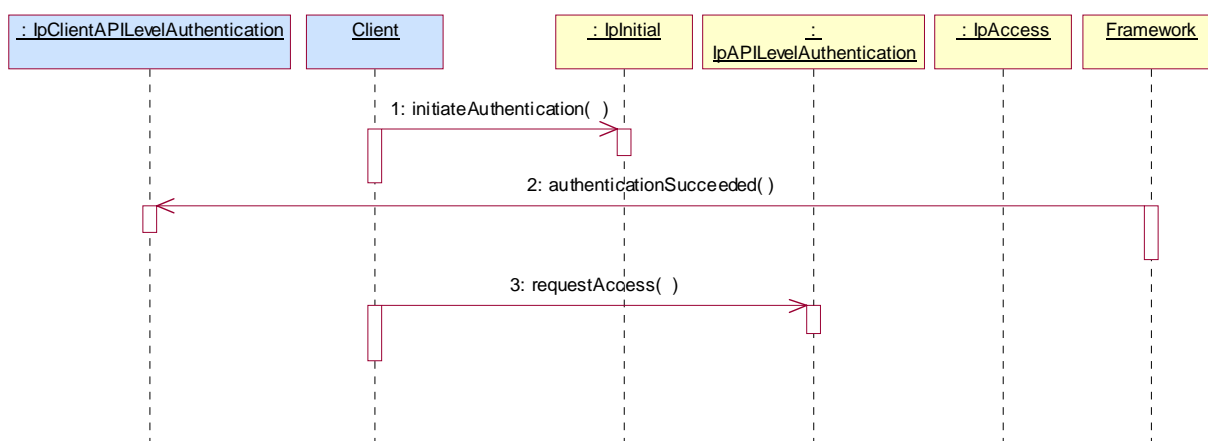 : IpClientAPILevelAuthentication
Client
: IpInitial
:
IpAPILevelAuthentication
: IpAccess
Framework
1: initiateAuthentication( )
2: authenticationSucceeded( )
3: requestAccess( )